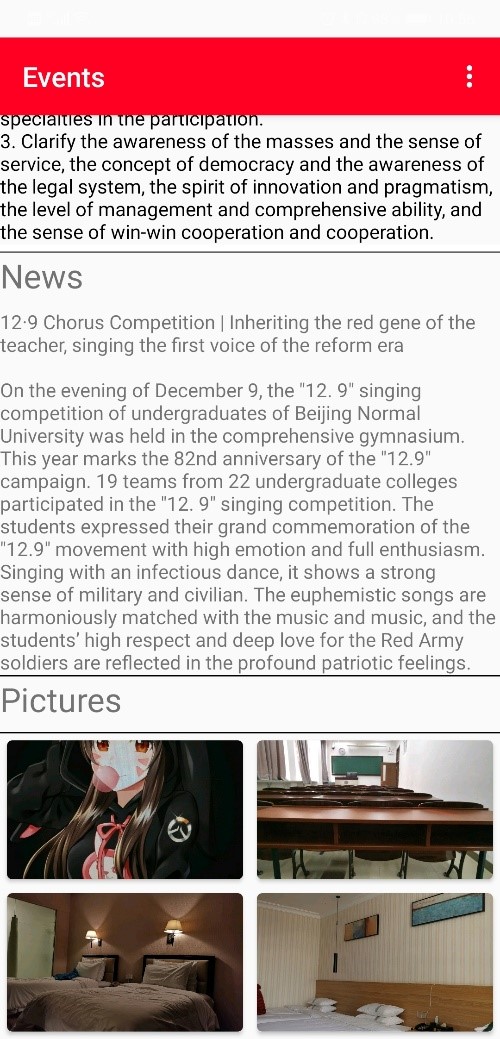 Events
specialties in the participation.
3. Clarify the awareness of the masses and the sense of
service, the concept of democracy and the awareness of
the legal system, the spirit of innovation and pragmatism,
the level of management and comprehensive ability, and
the sense of win-win cooperation and cooperation.
News
12·9 Chorus Competition | Inheriting the red gene of the
teacher, singing the first voice of the reform era
On the evening of December 9, the "12. 9" singing
competition of undergraduates of Beijing Normal
University was held in the comprehensive gymnasium.
This year marks the 82nd anniversary of the "12.9"
campaign. 19 teams from 22 undergraduate colleges
participated in the "12. 9" singing competition. The
students expressed their grand commemoration of the
"12.9" movement with high emotion and full enthusiasm.
Singing with an infectious dance, it shows a strong
sense of military and civilian. The euphemistic songs are
harmoniously matched with the music and music, and the
students’ high respect and deep love for the Red Army
soldiers are reflected in the profound patriotic feelings.
Pictures